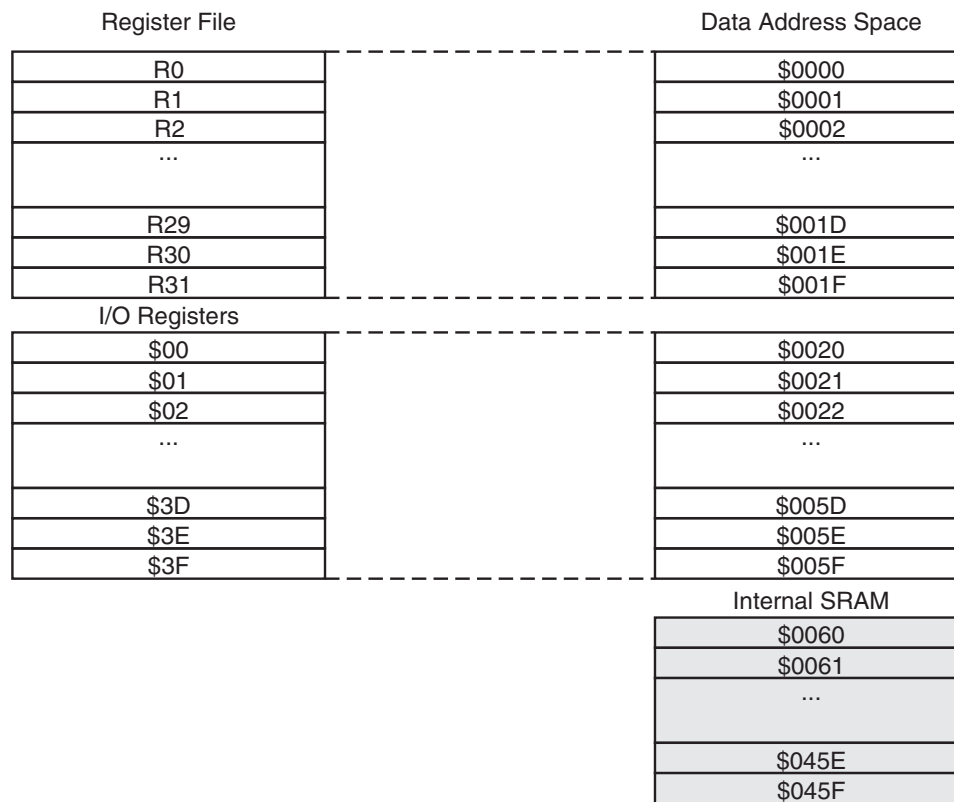 Register File Data Address Space
R0 $0000
R1 $0001
R2 $0002
... ...
R29 $001D
R30 $001E
R31 $001F
I/O Registers
$00 $0020
$01 $0021
$02 $0022
... ...
$3D $005D
$3E $005E
$3F $005F
Internal SRAM
$0060
$0061
...
$045E
$045F